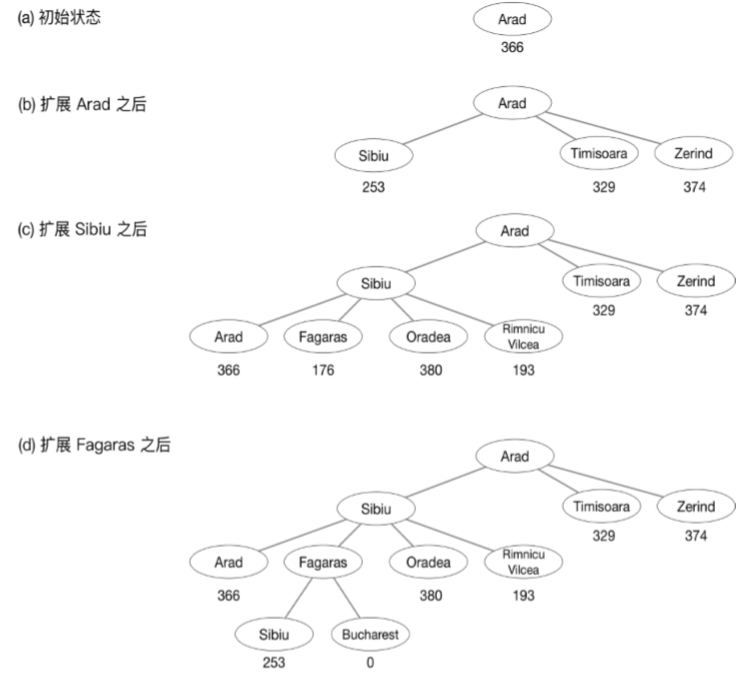 (a) 初始状态
Arad
366
(b) 扩展 Arad 之后
Arad
Sibiu
Timisoara
Zerind
253
329
374
(c) 扩展 Sibiu 之后
Arad
Sibiu
Timisoara
Zerind
329
374
Arad
Fagaras
Oradea
Rimnicu
Vilcea
366
176
380
193
(d) 扩展 Fagaras 之后
Arad
Sibiu
Timisoara
Zerind
329
374
Arad
Fagaras
Oradea
Rimnicu
Vilcea
366
380
193
Sibiu
Bucharest
253
0